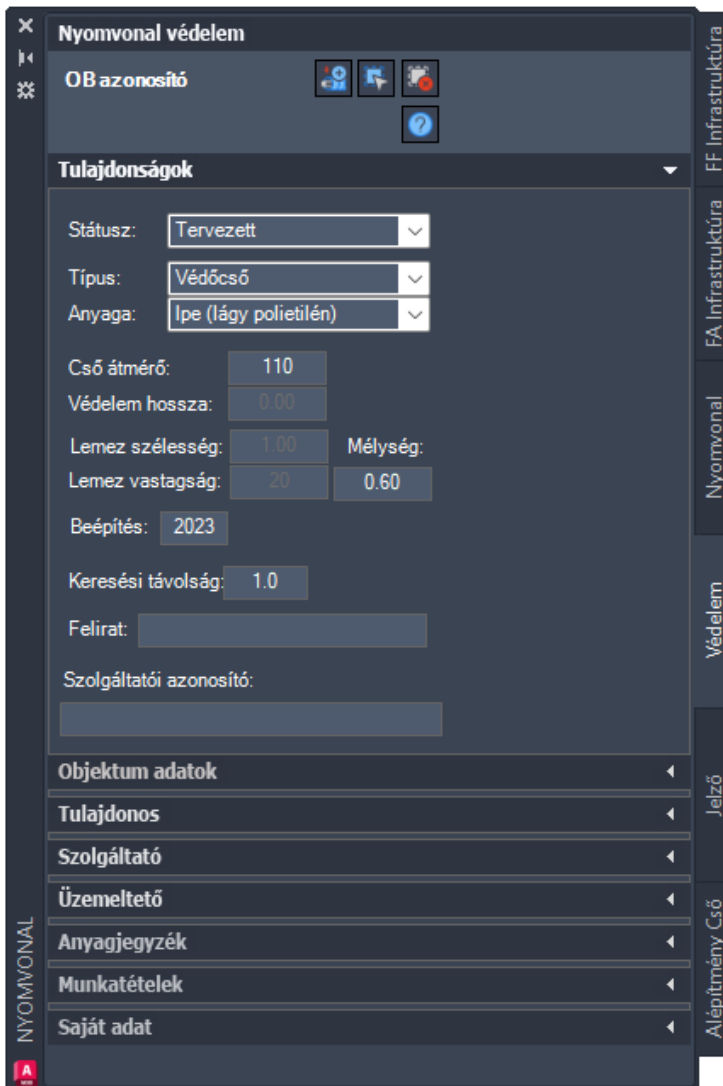 Nyomvonal védelem
OB azonosító
Tulajdonságok
Státusz: Tervezett
Típus: Védőcső
Anyaga: lpe (lágy polietilén)
Cső átmérő: 110
Védelem hossza: 0.00
Lemez szélesség: 1.00 Mélység:
Lemez vastagság: 20 0.60
Beépítés: 2023
Keresési távolság: 1.0
Felirat:
Szolgáltatói azonosító:
Objektum adatok
Tulajdonos
Szolgáltató
Üzemeltető
Anyagjegyzék
Munkatételek
Saját adat
NYOMVONAL
FF Infrastruktúra
FA Infrastruktúra
Nyomvonal
Védelem
Jelző
Alépítmény Cső
A